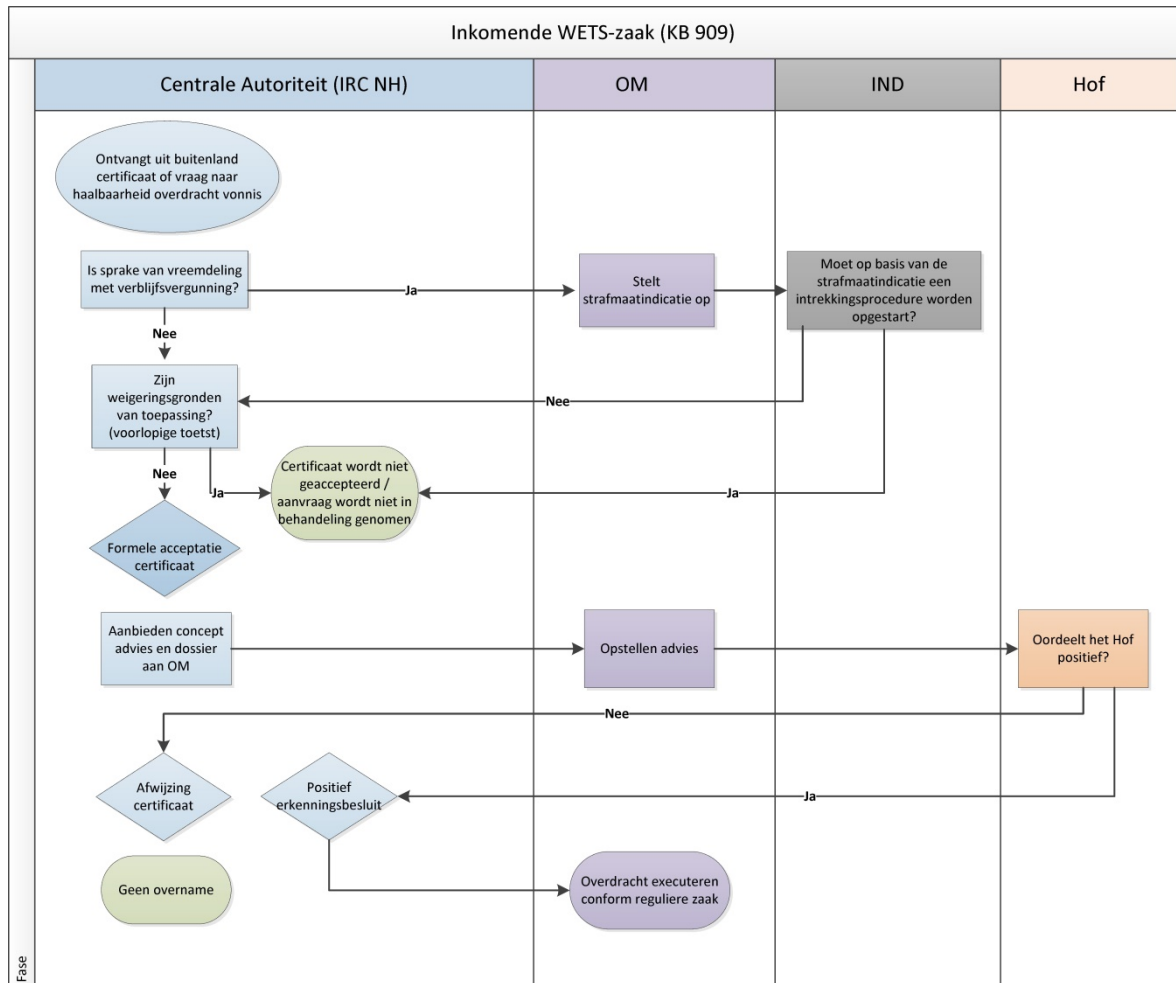 Inkomende WETS-zaak (KB 909)
Centrale Autoriteit (IRC NH)
OM
IND
Hof
Ontvangt uit buitenland
certificaat of vraag naar
haalbaarheid overdracht vonnis
Is sprake van vreemdeling
met verblijfsvergunning?
Ja
Stelt
strafmaatindicatie op
Moet op basis van de
strafmaatindicatie een
intrekkingsprocedure worden
opgestart?
Nee
Zijn
weigeringsgronden
van toepassing?
(voorlopige toetst)
Nee
Nee
Ja
Certificaat wordt niet
geaccepteerd /
aanvraag wordt niet in
behandeling genomen
Ja
Formele acceptatie
certificaat
Aanbieden concept
advies en dossier
aan OM
Opstellen advies
Oordeelt het Hof
positief?
Nee
Afwijzing
certificaat
Positief
erkenningsbesluit
Ja
Geen overname
Overdracht executeren
conform reguliere zaak
Fase